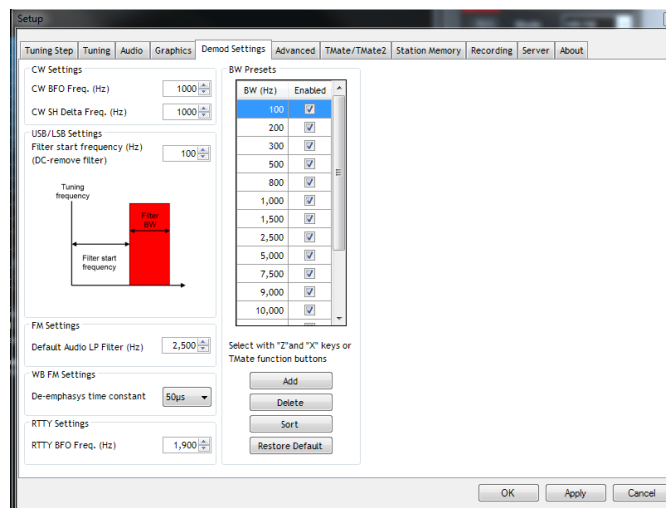 Setup
Tuning Step Tuning Audio Graphics Demod Settings Advanced TMate/TMate2 Station Memory Recording Server About
CW Settings
CW BFO Freq. (Hz) 1000
CW SH Delta Freq. (Hz) 1000
USB/LSB Settings
Filter start frequency (Hz)
(DC-remove filter) 100
Tuning
frequency
Filter
BW
Filter start
frequency
FM Settings
Default Audio LP Filter (Hz) 2,500
WB FM Settings
De-emphasys time constant 50µs
RTTY Settings
RTTY BFO Freq. (Hz) 1,900
BW Presets
BW (Hz) Enabled
100
200
300
500
800
1,000
1,500
2,500
5,000
7,500
9,000
10,000
Select with "Z"and "X" keys or
TMate function buttons
Add
Delete
Sort
Restore Default
OK Apply Cancel